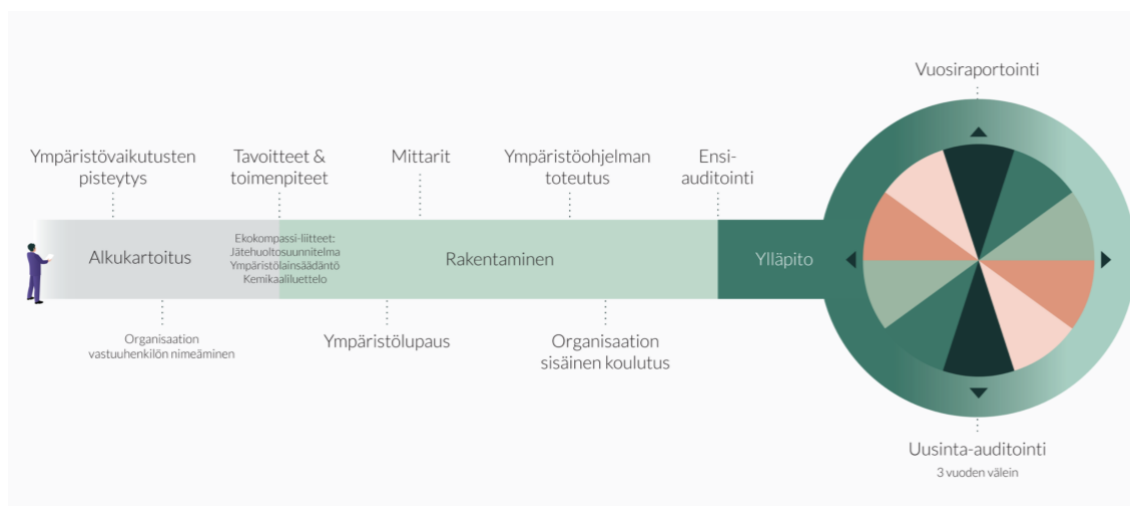 Vuosiraportointi
Ympäristövaikutusten
pisteytys
Tavoitteet &
toimenpiteet
Mittarit
Ympäristöohjelman
toteutus
Ensi-
auditointi
Alkukartoitus
Ekokompassi-liitteet:
Jätehuoltosuunnitelma
Ympäristölainsäädäntö
Kemikaaliluettelo
Rakentaminen
Ylläpito
Organisaation
vastuuhenkilön nimeäminen
Ympäristölupaus
Organisaation
sisäinen koulutus
Uusinta-auditointi
3 vuoden välein